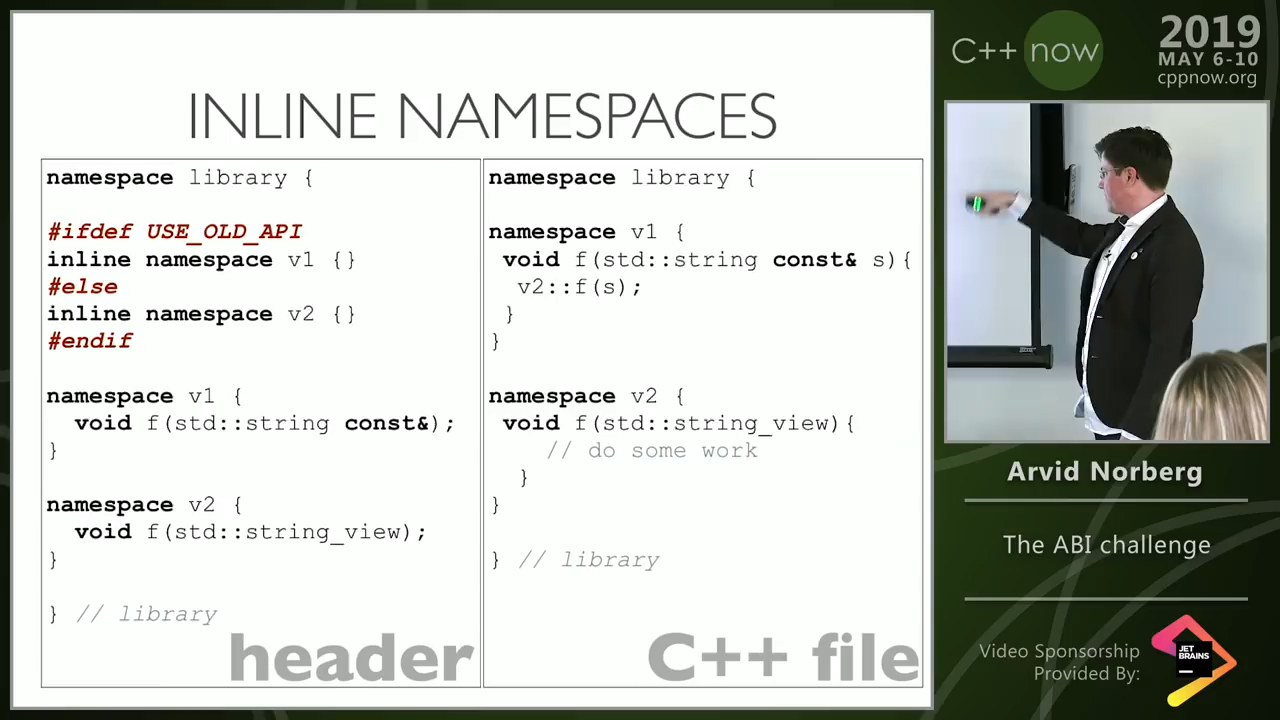 INLINE NAMESPACES
namespace library {
#ifdef USE_OLD_API
inline namespace v1 {}
#else
inline namespace v2 {}
#endif
namespace v1 {
void f(std::string const&);
}
namespace v2 {
void f(std::string_view);
}
} // library
header
namespace library {
namespace v1 {
void f(std::string const& s){
v2::f(s);
}
}
namespace v2 {
void f(std::string_view){
// do some work
}
}
} // library
C++ file
C++ now
2019
MAY 6-10
cppnow.org
Arvid Norberg
The ABI challenge
Video Sponsorship
Provided By:
JET
BRAINS